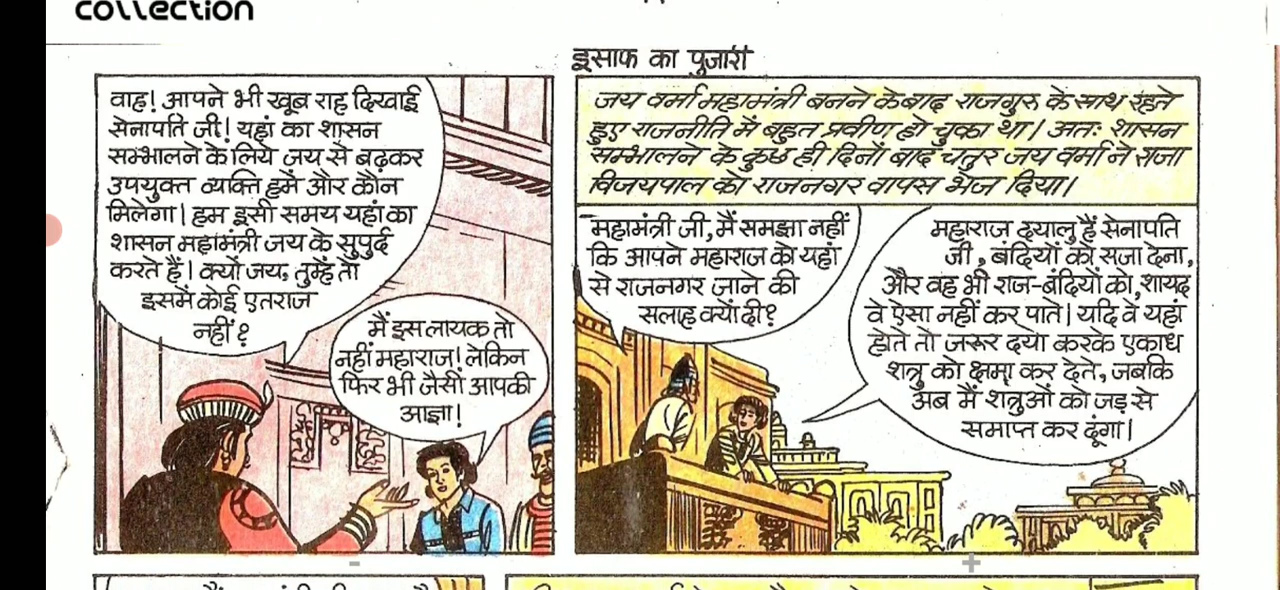 collection
इंसाफ का पुजारी
वाह! आपने भी खूब राह दिखाई
सेनापति जी! यहां का शासन
सम्भालने के लिये जय से बढ़कर
उपयुक्त व्यक्ति हमें और कौन
मिलेगा। हम इसी समय यहां का
शासन महामंत्री जय के सुपुर्द
करते हैं। क्यों जय, तुम्हें तो
इसमें कोई एतराज
नहीं?
मैं इस लायक तो
नहीं महाराज! लेकिन
फिर भी जैसी आपकी
आज्ञा!
जय वर्मा महामंत्री बनने के बाद राजगुरु के साथ रहते
हुए राजनीति में बहुत प्रवीण हो चुका था। अतः शासन
सम्भालने के कुछ ही दिनों बाद चतुर जय वर्मा ने राजा
विजयपाल को राजनगर वापस भेज दिया।
महामंत्री जी, मैं समझा नहीं
कि आपने महाराज को यहां
से राजनगर जाने की
सलाह क्यों दी?
महाराज दयालु हैं सेनापति
जी, बंदियों को सजा देना,
और वह भी राज-बंदियों को, शायद
वे ऐसा नहीं कर पाते। यदि वे यहां
होते तो जरूर दया करके एकाध
शत्रु को क्षमा कर देते, जबकि
अब मैं शत्रुओं को जड़ से
समाप्त कर दूंगा।